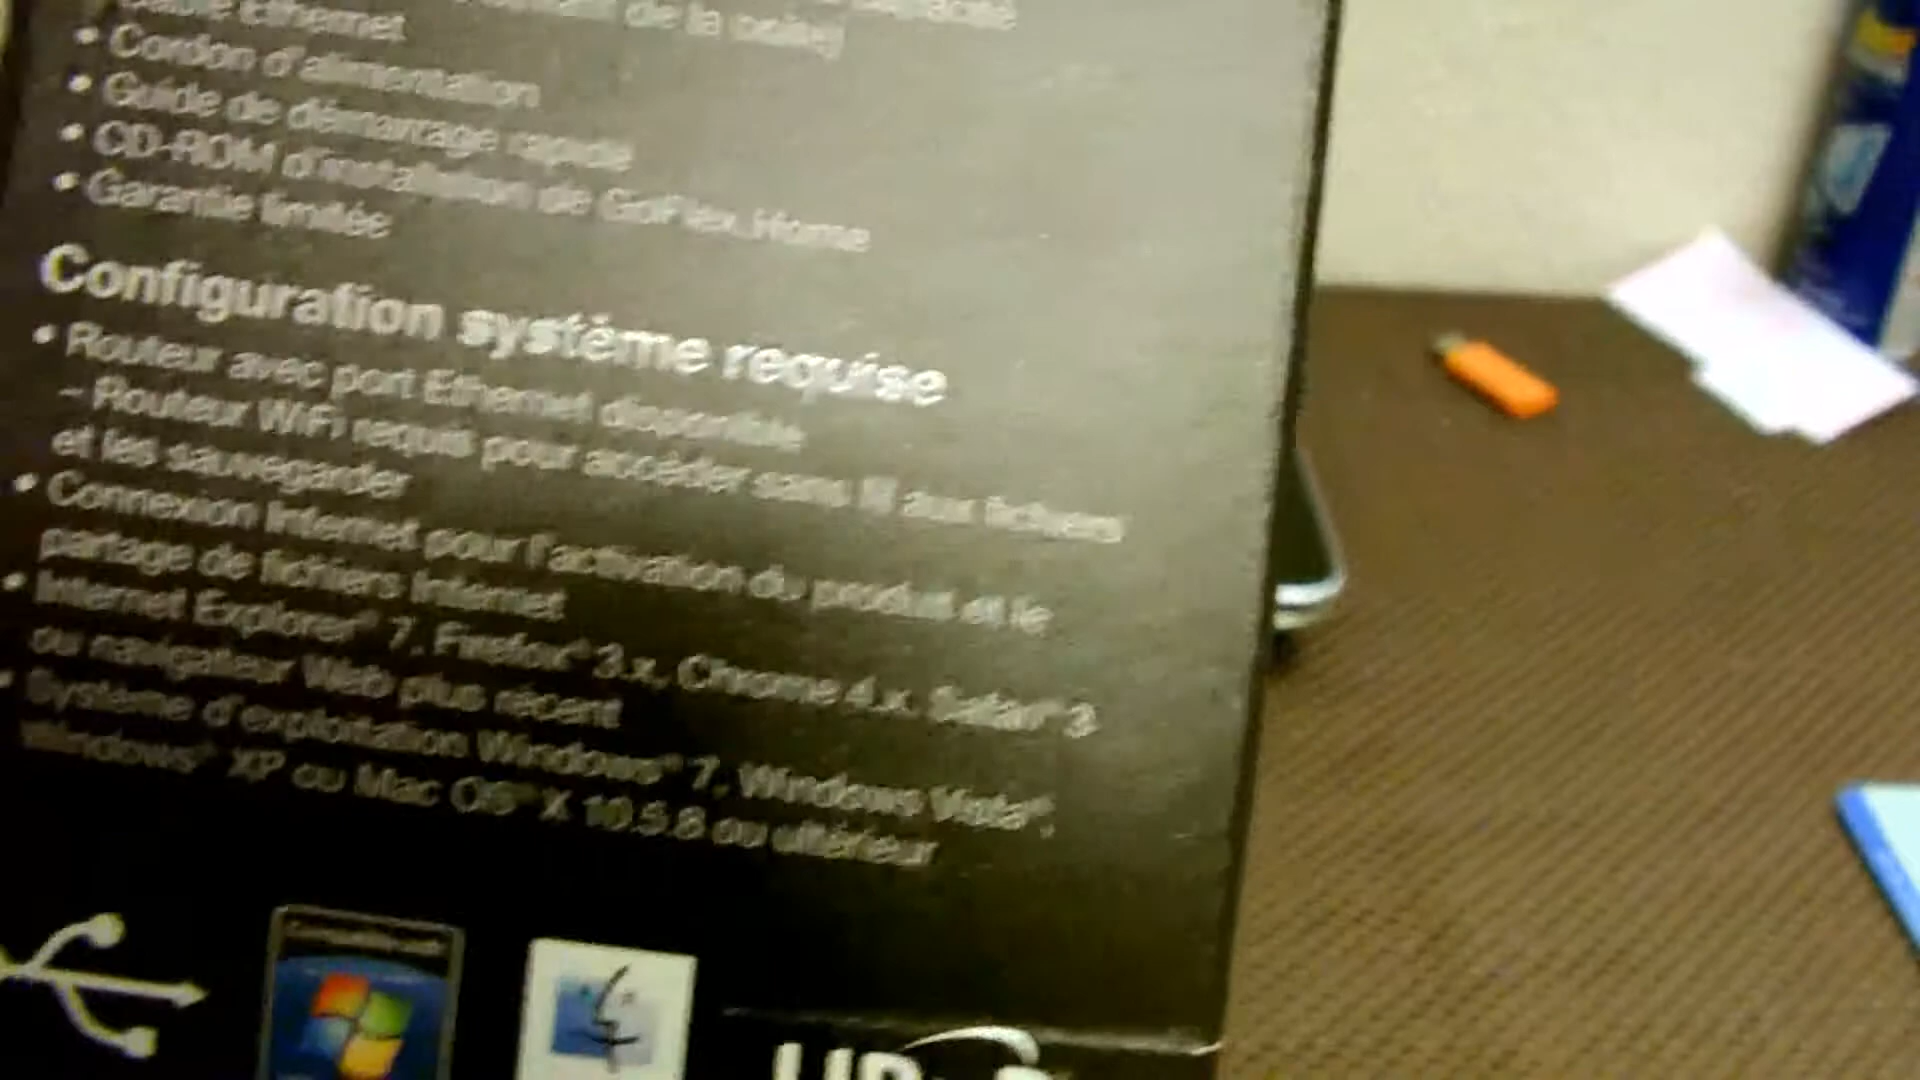 Câble Ethernet
• Cordon d'alimentation
• Guide de démarrage rapide
• CD-ROM d'installation de GoFlex Home
• Garantie limitée
Configuration système requise
• Routeur avec port Ethernet disponible
– Routeur WiFi requis pour accéder sans fil aux fichiers
et les sauvegarder
• Connexion Internet pour l'activation du produit et le
partage de fichiers Internet
• Internet Explorer® 7, Firefox® 3.x, Chrome 4.x, Safari® 3
ou navigateur Web plus récent
• Système d'exploitation Windows® 7, Windows Vista®,
Windows® XP ou Mac OS® X 10.5.8 ou ultérieur